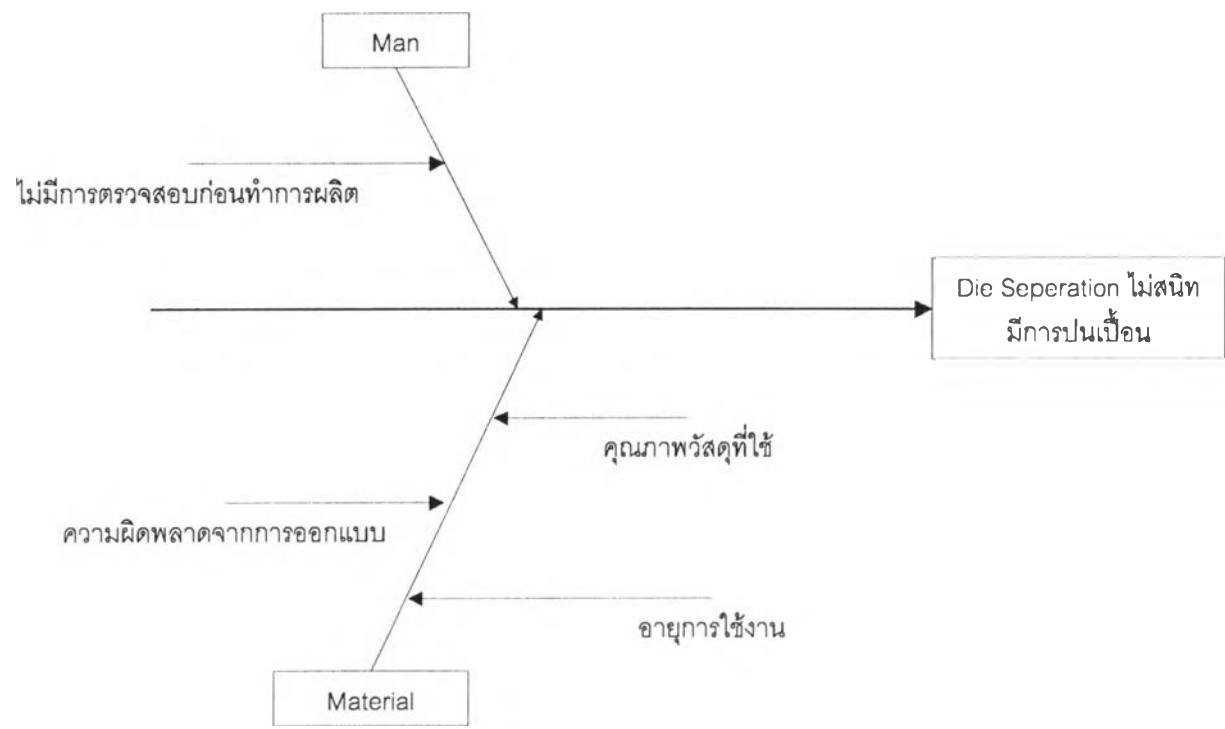 Man
ไม่มีการตรวจสอบก่อนทำการผลิต
Die Seperation ไม่สนิท
มีการปนเปื้อน
คุณภาพวัสดุที่ใช้
ความผิดพลาดจากการออกแบบ
อายุการใช้งาน
Material